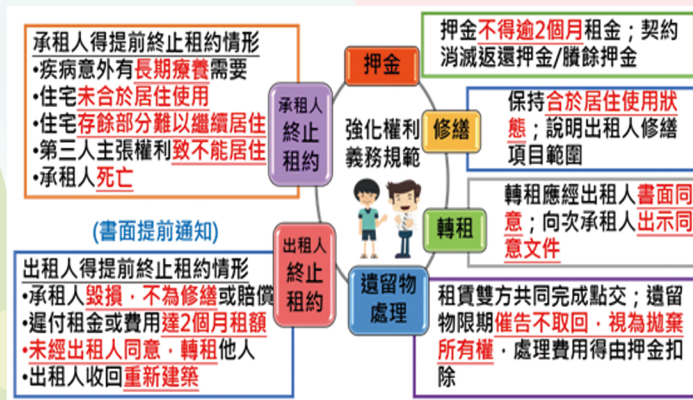 承租人得提前終止租約情形
•疾病意外有長期療養需要
•住宅未合於居住使用
•住宅存餘部分難以繼續居住
•第三人主張權利致不能居住
•承租人死亡
承租人
終止
租約
押金
押金不得逾2個月租金；契約
消滅返還押金/賸餘押金
強化權利
義務規範
修繕
保持合於居住使用狀
態；說明出租人修繕
項目範圍
轉租
轉租應經出租人書面同
意；向次承租人出示同
意文件
(書面提前通知)
出租人得提前終止租約情形
•承租人毀損，不為修繕或賠償
•遲付租金或費用達2個月租額
•未經出租人同意，轉租他人
•出租人收回重新建築
出租人
終止
租約
遺留物
處理
租賃雙方共同完成點交；遺留
物限期催告不取回，視為拋棄
所有權，處理費用得由押金扣
除